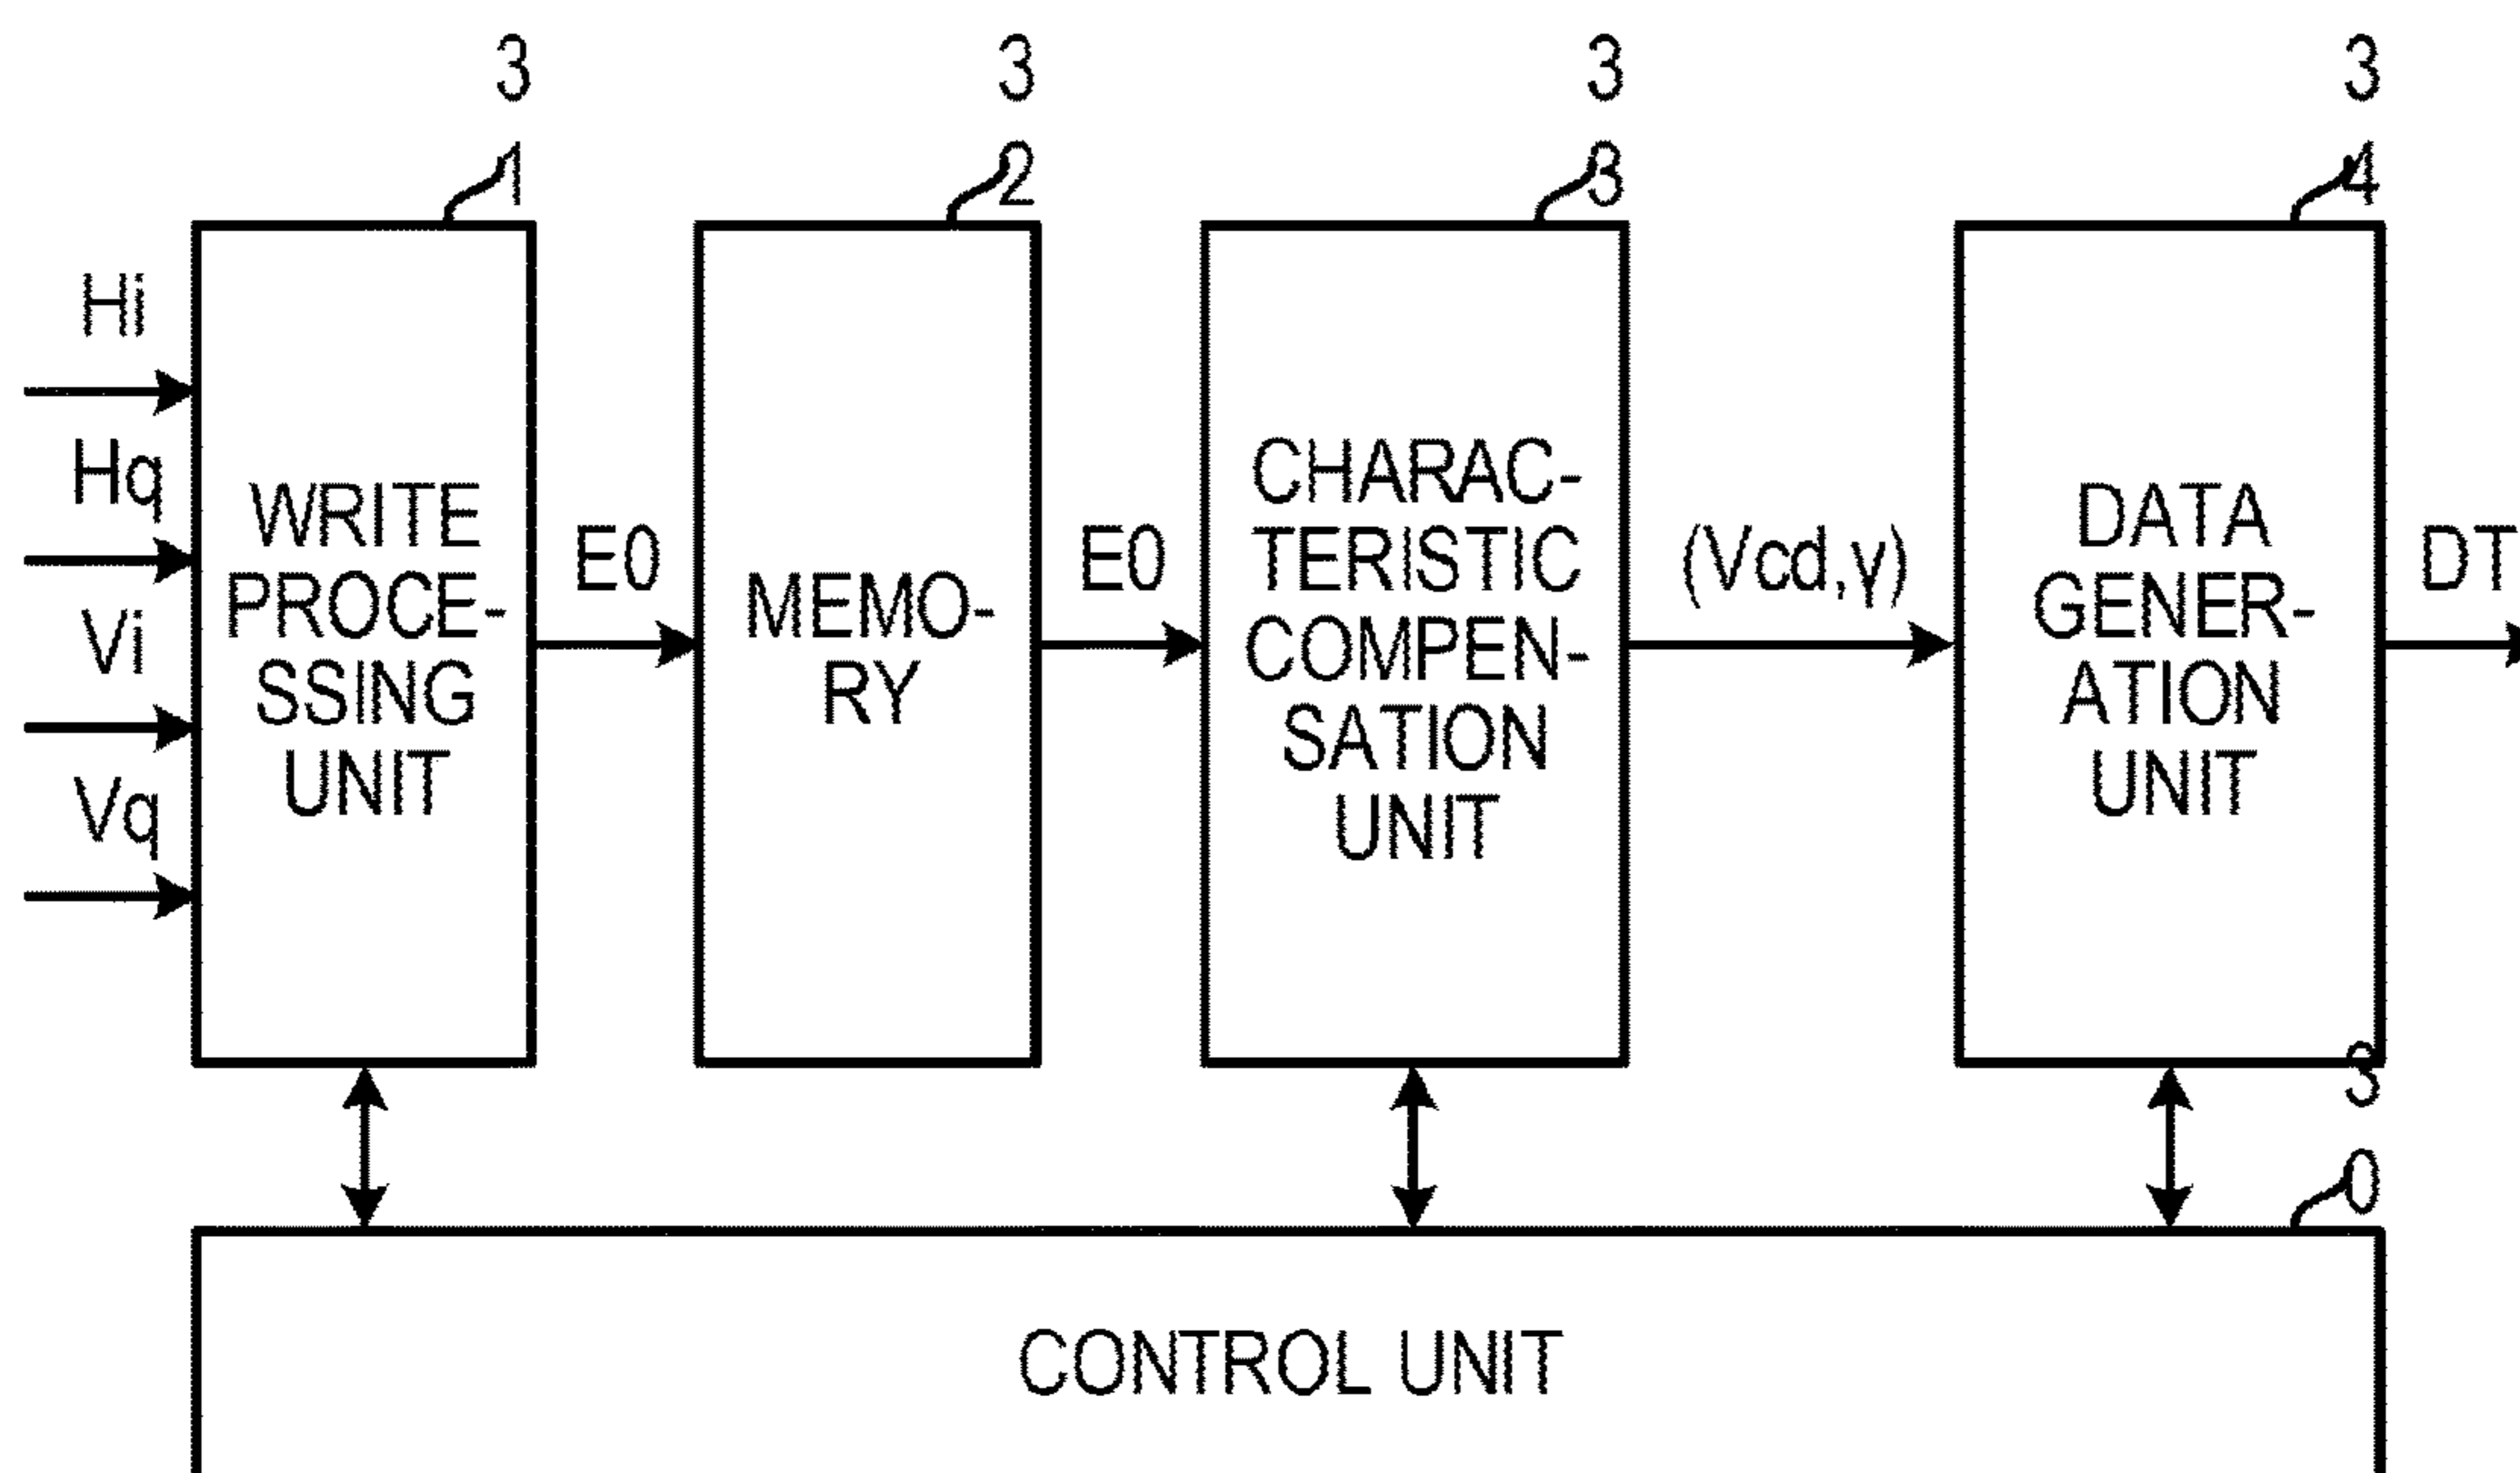 3
1
3
2
3
3
3
4
Hi
Hq
Vi
Vq
WRITE
PROCE-
SSING
UNIT
E0
MEMO-
RY
E0
CHARAC-
TERISTIC
COMPEN-
SATION
UNIT
(Vcd,γ)
DATA
GENER-
ATION
UNIT
DT
3
0
CONTROL UNIT